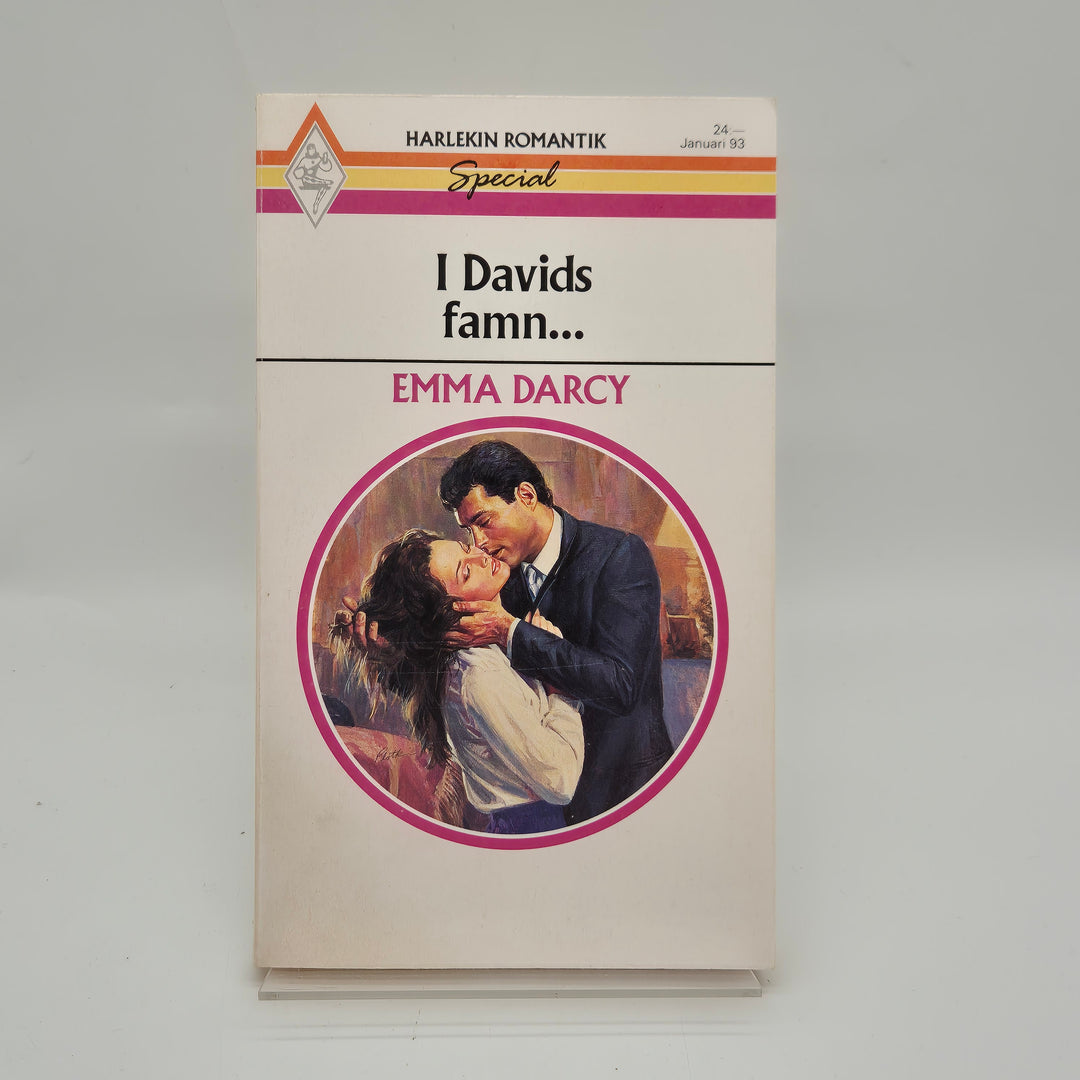 HARLEKIN ROMANTIK
24:—
Januari 93
Special
I Davids
famn...
EMMA DARCY